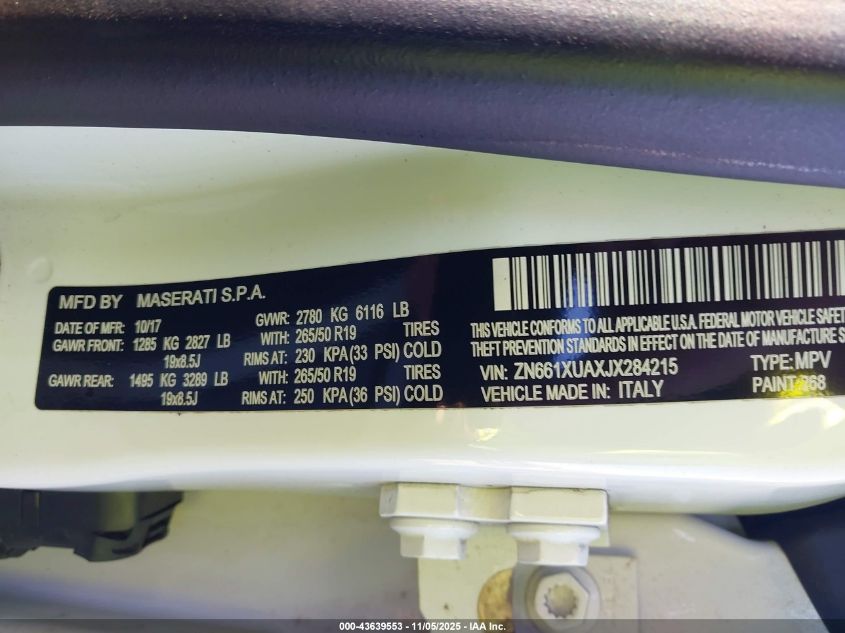 MFD BY MASERATI S.P.A.
DATE OF MFR: 10/17 GVWR: 2780 KG 6116 LB
GAWR FRONT: 1285 KG 2827 LB WITH: 265/50 R19 TIRES
19x8.5J RIMS AT: 230 KPA (33 PSI) COLD
GAWR REAR: 1495 KG 3289 LB WITH: 265/50 R19 TIRES
19x8.5J RIMS AT: 250 KPA (36 PSI) COLD
THIS VEHICLE CONFORMS TO ALL APPLICABLE U.S.A. FEDERAL MOTOR VEHICLE SAFETY
THEFT PREVENTION STANDARDS IN EFFECT ON THE DATE OF MANUFACTURE
VIN: ZN661XUAXJX284215 TYPE: MPV
VEHICLE MADE IN: ITALY PAINT:
000-43639553 • 11/05/2025 • IAA Inc.